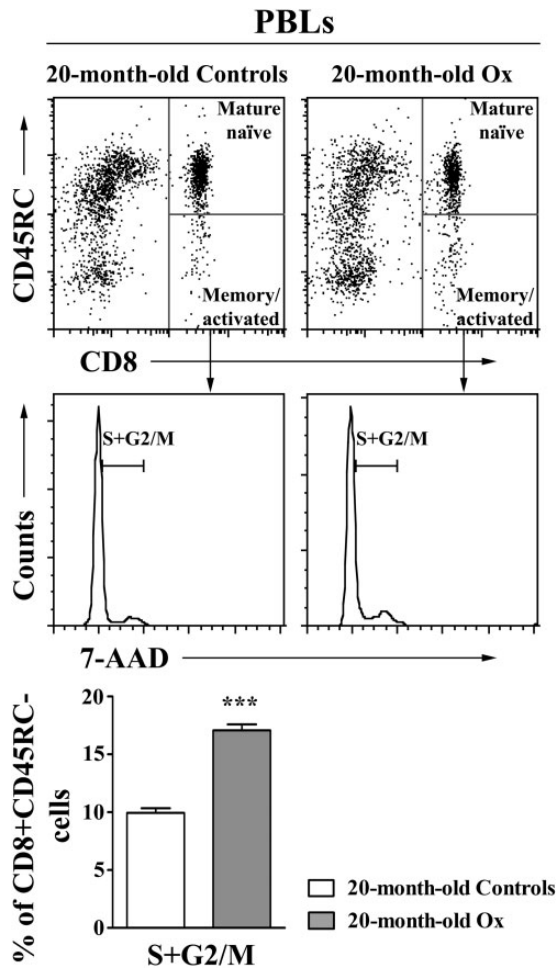 PBLs
20-month-old Controls
20-month-old Ox
CD45RC
Mature
naïve
Memory/
activated
Mature
naïve
Memory/
activated
CD8
Counts
S+G2/M
S+G2/M
7-AAD
% of CD8+CD45RC-
cells
20
15
10
5
0
***
S+G2/M
20-month-old Controls
20-month-old Ox